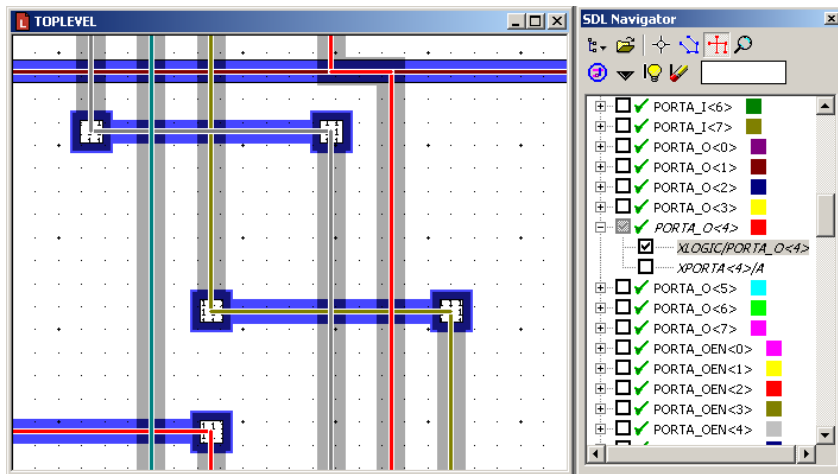 TOPLEVEL
SDL Navigator
PORTA_I<6>
PORTA_I<7>
PORTA_O<0>
PORTA_O<1>
PORTA_O<2>
PORTA_O<3>
PORTA_O<4>
XLOGIC/PORTA_O<4>
XPORTA<4>/A
PORTA_O<5>
PORTA_O<6>
PORTA_O<7>
PORTA_OEN<0>
PORTA_OEN<1>
PORTA_OEN<2>
PORTA_OEN<3>
PORTA_OEN<4>